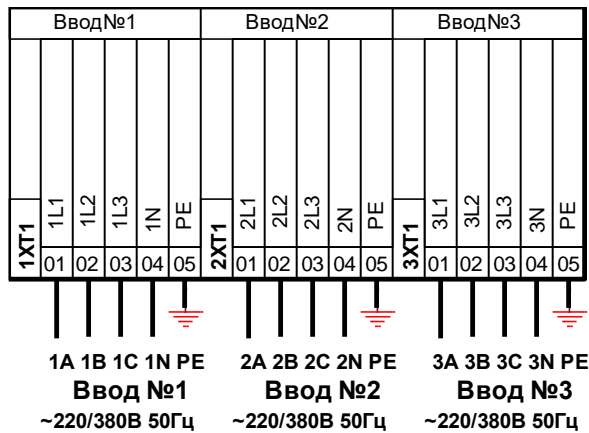 Ввод№1 Ввод№2 Ввод№3
1XT1 1L1 1L2 1L3 1N PE 2XT1 2L1 2L2 2L3 2N PE 3XT1 3L1 3L2 3L3 3N PE
01 02 03 04 05 01 02 03 04 05 01 02 03 04 05
1A 1B 1C 1N PE 2A 2B 2C 2N PE 3A 3B 3C 3N PE
Ввод №1 Ввод №2 Ввод №3
~220/380В 50Гц ~220/380В 50Гц ~220/380В 50Гц